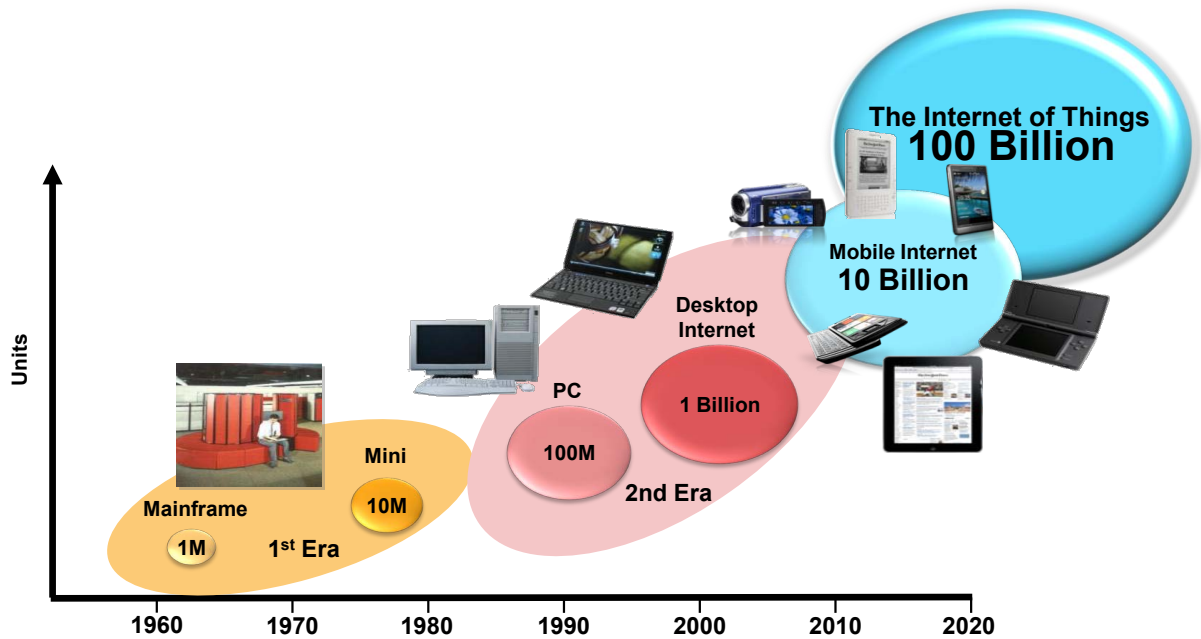 The Internet of Things
100 Billion
Mobile Internet
10 Billion
Desktop
Internet
1 Billion
PC
100M
2nd Era
Mini
10M
Mainframe
1M
1st Era
Units
1960
1970
1980
1990
2000
2010
2020